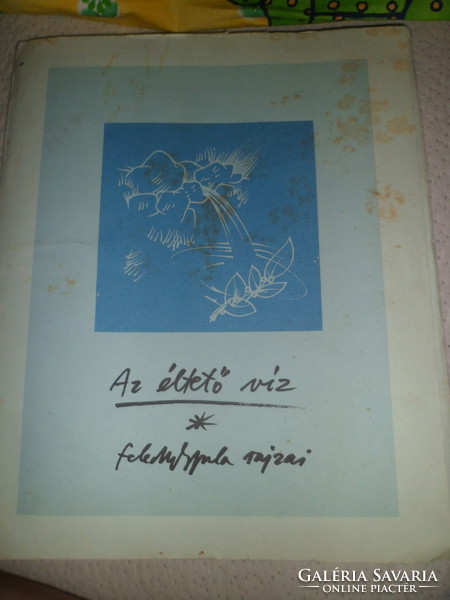 Az éltető víz
*
feledy gyula rajzai
GALÉRIA SAVARIA
ONLINE PIACTÉR